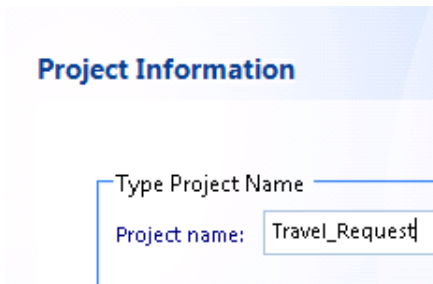 Project Information
Type Project Name
Project name: Travel_Request